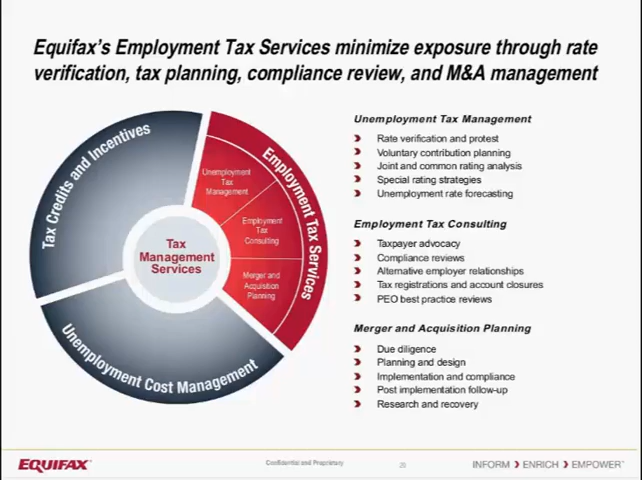 Equifax's Employment Tax Services minimize exposure through rate
verification, tax planning, compliance review, and M&A management
Tax Credits and Incentives
Employment Tax Services
Unemployment Cost Management
Tax
Management
Services
Unemployment
Tax
Management
Employment
Tax
Consulting
Merger and
Acquisition
Planning
Unemployment Tax Management
Rate verification and protest
Voluntary contribution planning
Joint and common rating analysis
Special rating strategies
Unemployment rate forecasting
Employment Tax Consulting
Taxpayer advocacy
Compliance reviews
Alternative employer relationships
Tax registrations and account closures
PEO best practice reviews
Merger and Acquisition Planning
Due diligence
Planning and design
Implementation and compliance
Post implementation follow-up
Research and recovery
EQUIFAX
Confidential and Proprietary
20
INFORM ❯ ENRICH ❯ EMPOWER™